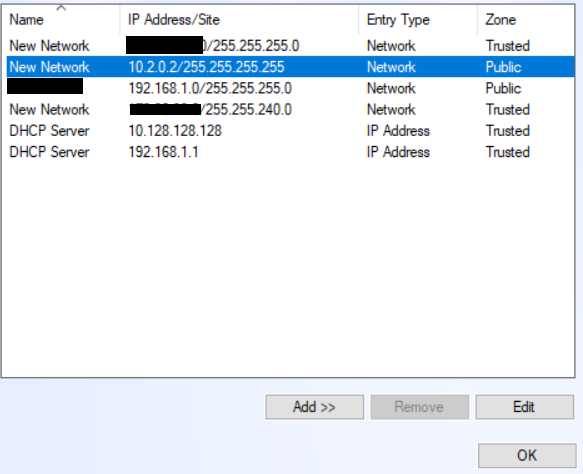 Name IP Address/Site Entry Type Zone
New Network 0/255.255.255.0 Network Trusted
New Network 10.2.0.2/255.255.255.255 Network Public
192.168.1.0/255.255.255.0 Network Public
New Network /255.255.240.0 Network Trusted
DHCP Server 10.128.128.128 IP Address Trusted
DHCP Server 192.168.1.1 IP Address Trusted
Add >> Remove Edit
OK